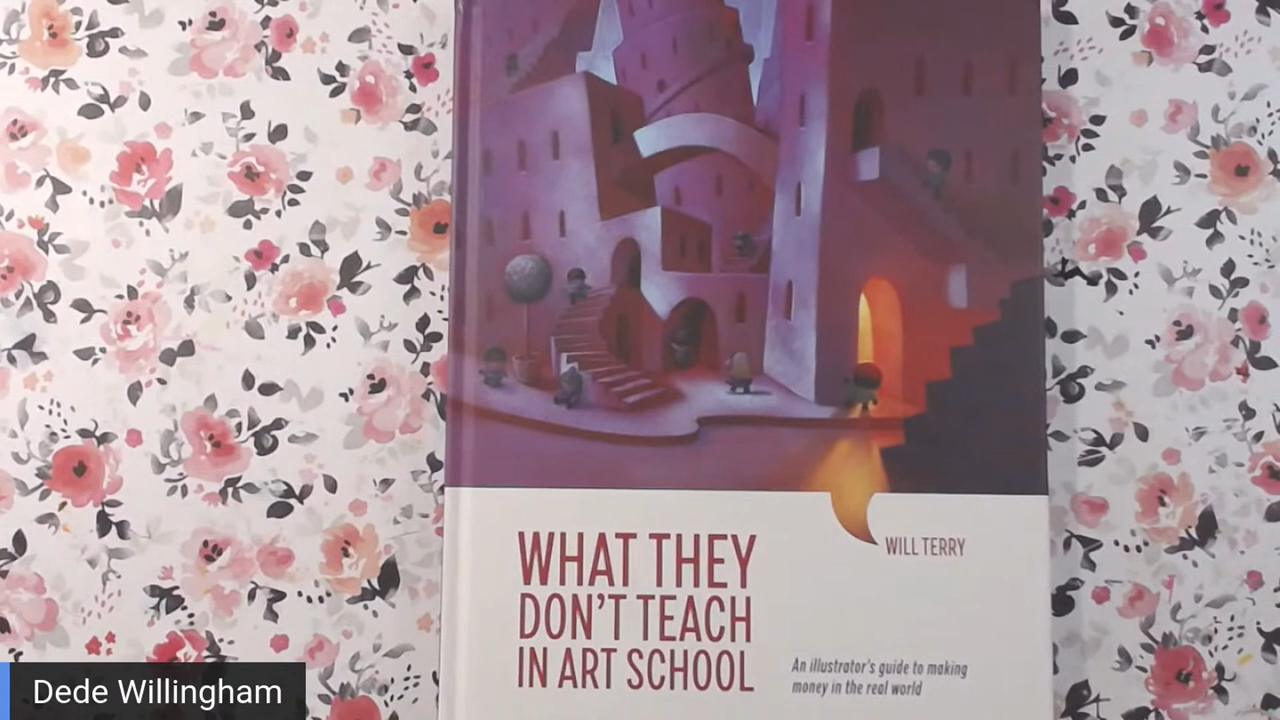 WILL TERRY
WHAT THEY
DON'T TEACH
IN ART SCHOOL
An illustrator's guide to making
money in the real world
Dede Willingham